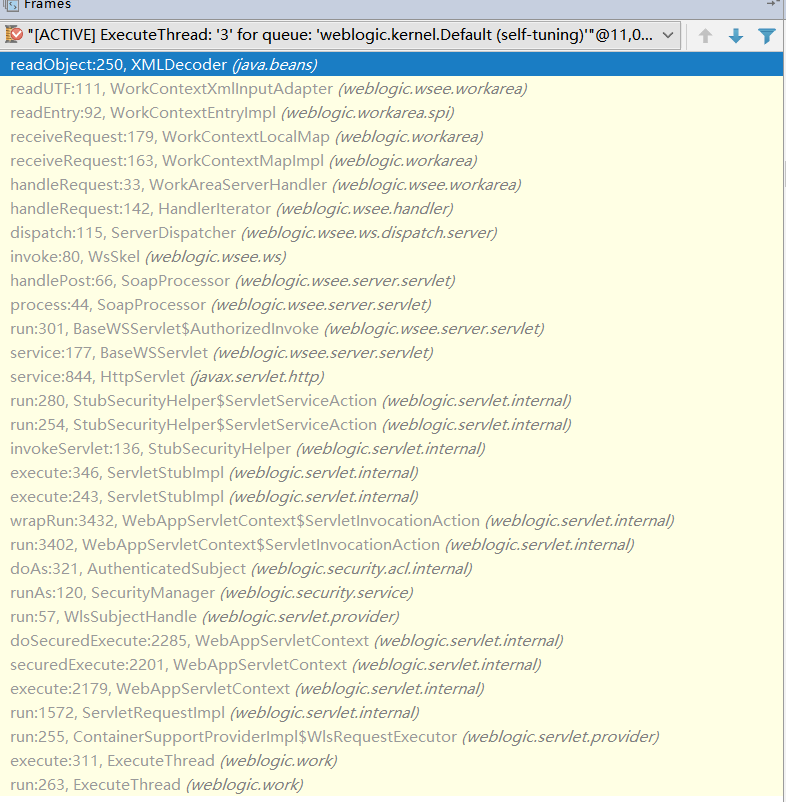 Frames
"[ACTIVE] ExecuteThread: '3' for queue: 'weblogic.kernel.Default (self-tuning)'"@11,0...
readObject:250, XMLDecoder (java.beans)
readUTF:111, WorkContextXmlInputAdapter (weblogic.wsee.workarea)
readEntry:92, WorkContextEntryImpl (weblogic.workarea.spi)
receiveRequest:179, WorkContextLocalMap (weblogic.workarea)
receiveRequest:163, WorkContextMapImpl (weblogic.workarea)
handleRequest:33, WorkAreaServerHandler (weblogic.wsee.workarea)
handleRequest:142, HandlerIterator (weblogic.wsee.handler)
dispatch:115, ServerDispatcher (weblogic.wsee.ws.dispatch.server)
invoke:80, WsSkel (weblogic.wsee.ws)
handlePost:66, SoapProcessor (weblogic.wsee.server.servlet)
process:44, SoapProcessor (weblogic.wsee.server.servlet)
run:301, BaseWSServlet$AuthorizedInvoke (weblogic.wsee.server.servlet)
service:177, BaseWSServlet (weblogic.wsee.server.servlet)
service:844, HttpServlet (javax.servlet.http)
run:280, StubSecurityHelper$ServletServiceAction (weblogic.servlet.internal)
run:254, StubSecurityHelper$ServletServiceAction (weblogic.servlet.internal)
invokeServlet:136, StubSecurityHelper (weblogic.servlet.internal)
execute:346, ServletStubImpl (weblogic.servlet.internal)
execute:243, ServletStubImpl (weblogic.servlet.internal)
wrapRun:3432, WebAppServletContext$ServletInvocationAction (weblogic.servlet.internal)
run:3402, WebAppServletContext$ServletInvocationAction (weblogic.servlet.internal)
doAs:321, AuthenticatedSubject (weblogic.security.acl.internal)
runAs:120, SecurityManager (weblogic.security.service)
run:57, WlsSubjectHandle (weblogic.servlet.provider)
doSecuredExecute:2285, WebAppServletContext (weblogic.servlet.internal)
securedExecute:2201, WebAppServletContext (weblogic.servlet.internal)
execute:2179, WebAppServletContext (weblogic.servlet.internal)
run:1572, ServletRequestImpl (weblogic.servlet.internal)
run:255, ContainerSupportProviderImpl$WlsRequestExecutor (weblogic.servlet.provider)
execute:311, ExecuteThread (weblogic.work)
run:263, ExecuteThread (weblogic.work)